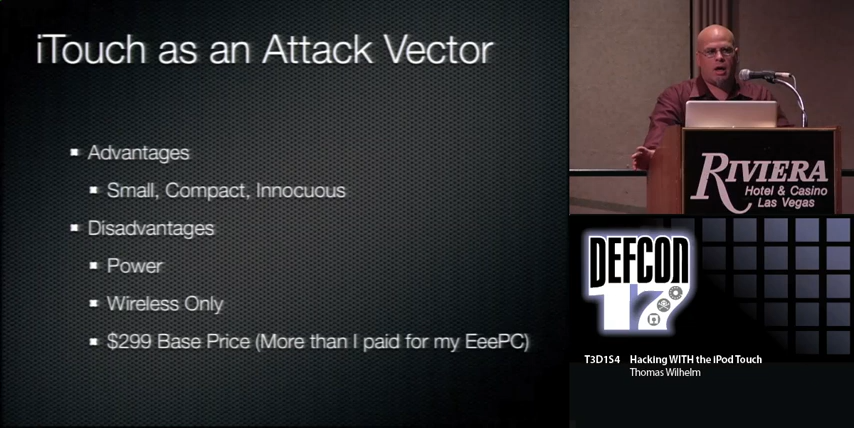 iTouch as an Attack Vector
Advantages
Small, Compact, Innocuous
Disadvantages
Power
Wireless Only
$299 Base Price (More than I paid for my EeePC)
RIVIERA
Hotel & Casino
Las Vegas
DEFCON
17
T3D1S4 Hacking WITH the iPod Touch
Thomas Wilhelm